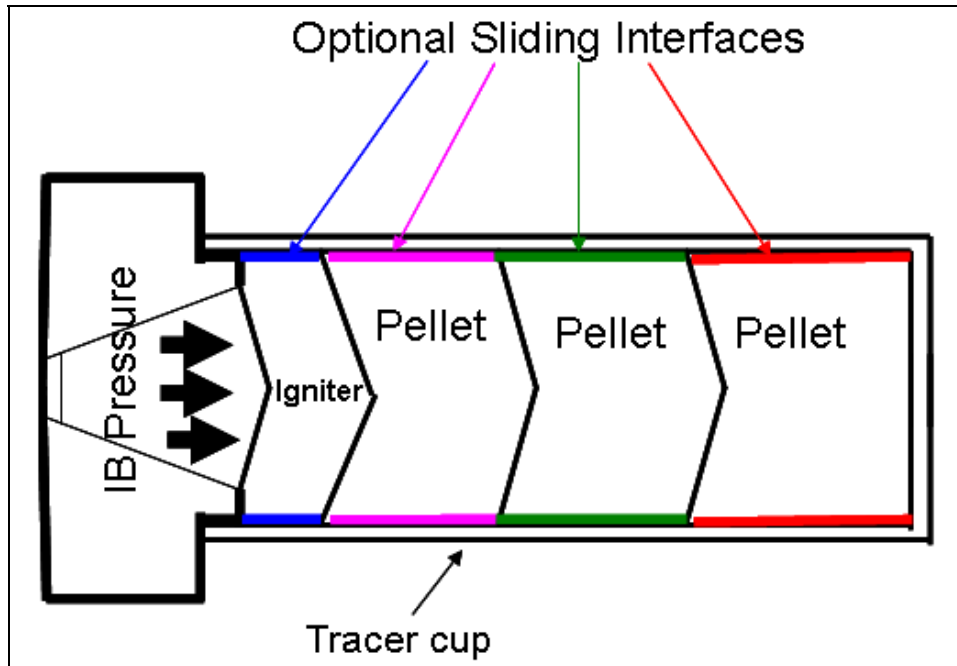 Optional Sliding Interfaces
IB Pressure
Igniter
Pellet
Pellet
Pellet
Tracer cup